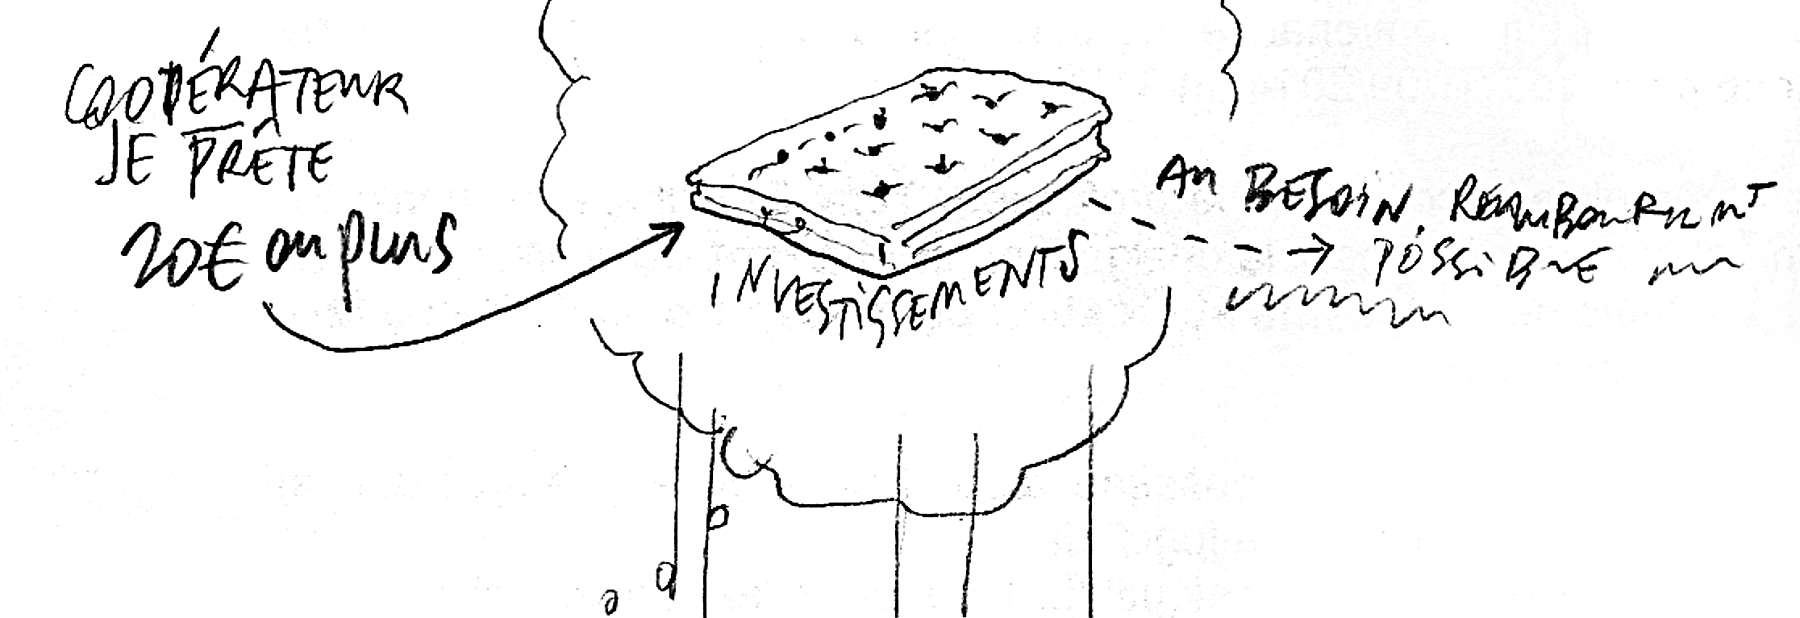 COOPÉRATEUR
JE PRÊTE
20€ ou plus
INVESTISSEMENTS
AU BESOIN, REMBOURSEMENT
POSSIBLE